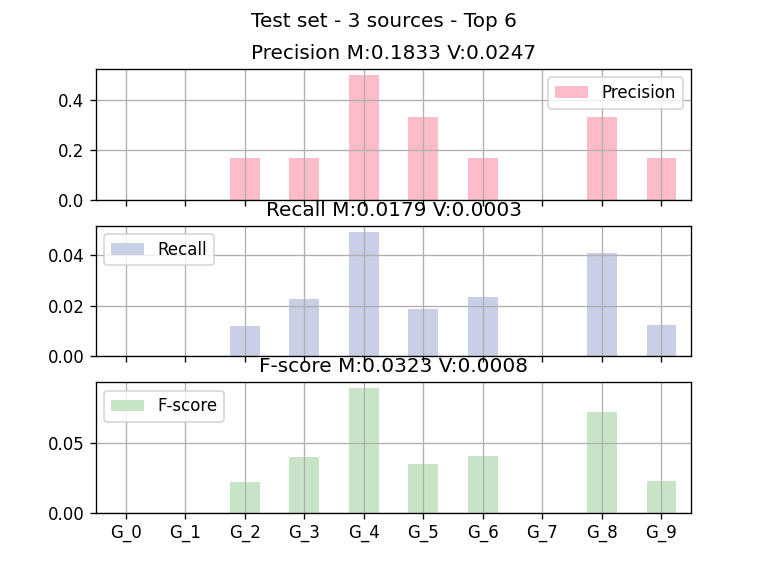 Test set - 3 sources - Top 6
Precision M:0.1833 V:0.0247
0.4
0.2
0.0
Precision
Recall M:0.0179 V:0.0003
0.04
0.02
0.00
Recall
F-score M:0.0323 V:0.0008
0.05
0.00
F-score
G_0 G_1 G_2 G_3 G_4 G_5 G_6 G_7 G_8 G_9